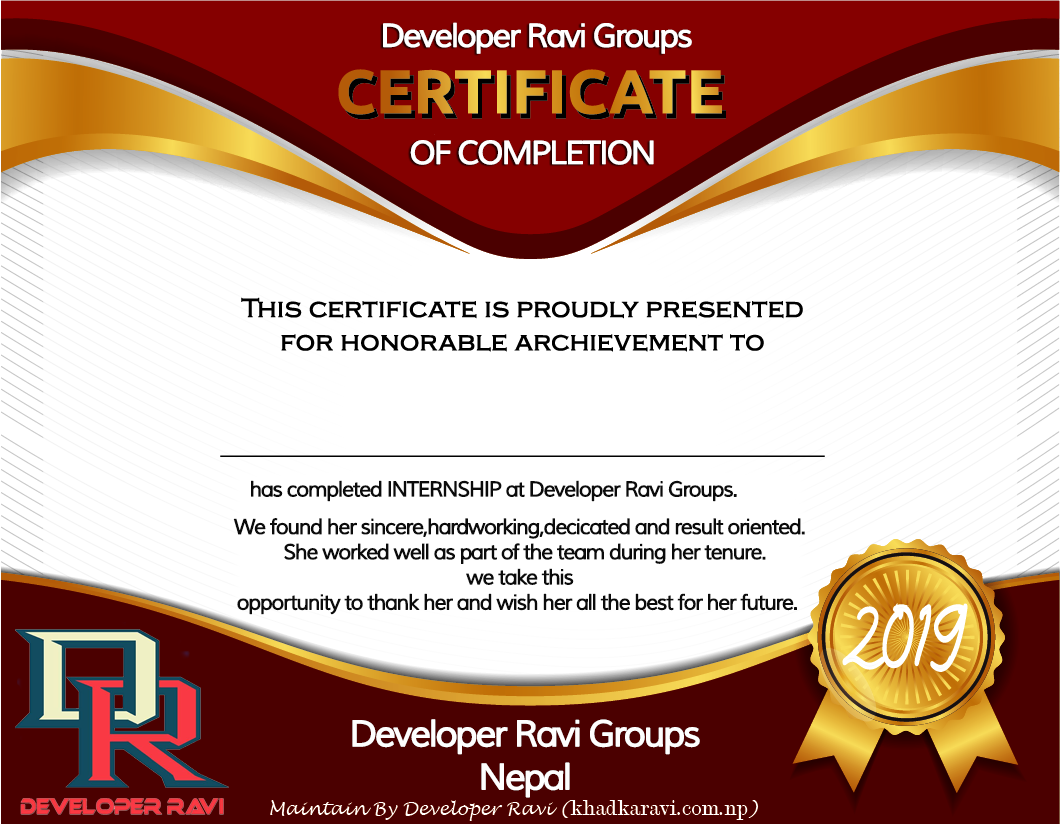 Developer Ravi Groups
CERTIFICATE
OF COMPLETION
THIS CERTIFICATE IS PROUDLY PRESENTED
FOR HONORABLE ARCHIEVEMENT TO
has completed INTERNSHIP at Developer Ravi Groups.
We found her sincere,hardworking,decicated and result oriented.
She worked well as part of the team during her tenure.
we take this
opportunity to thank her and wish her all the best for her future.
2019
DR
DEVELOPER RAVI
Developer Ravi Groups
Nepal
Maintain By Developer Ravi (khadkaravi.com.np)